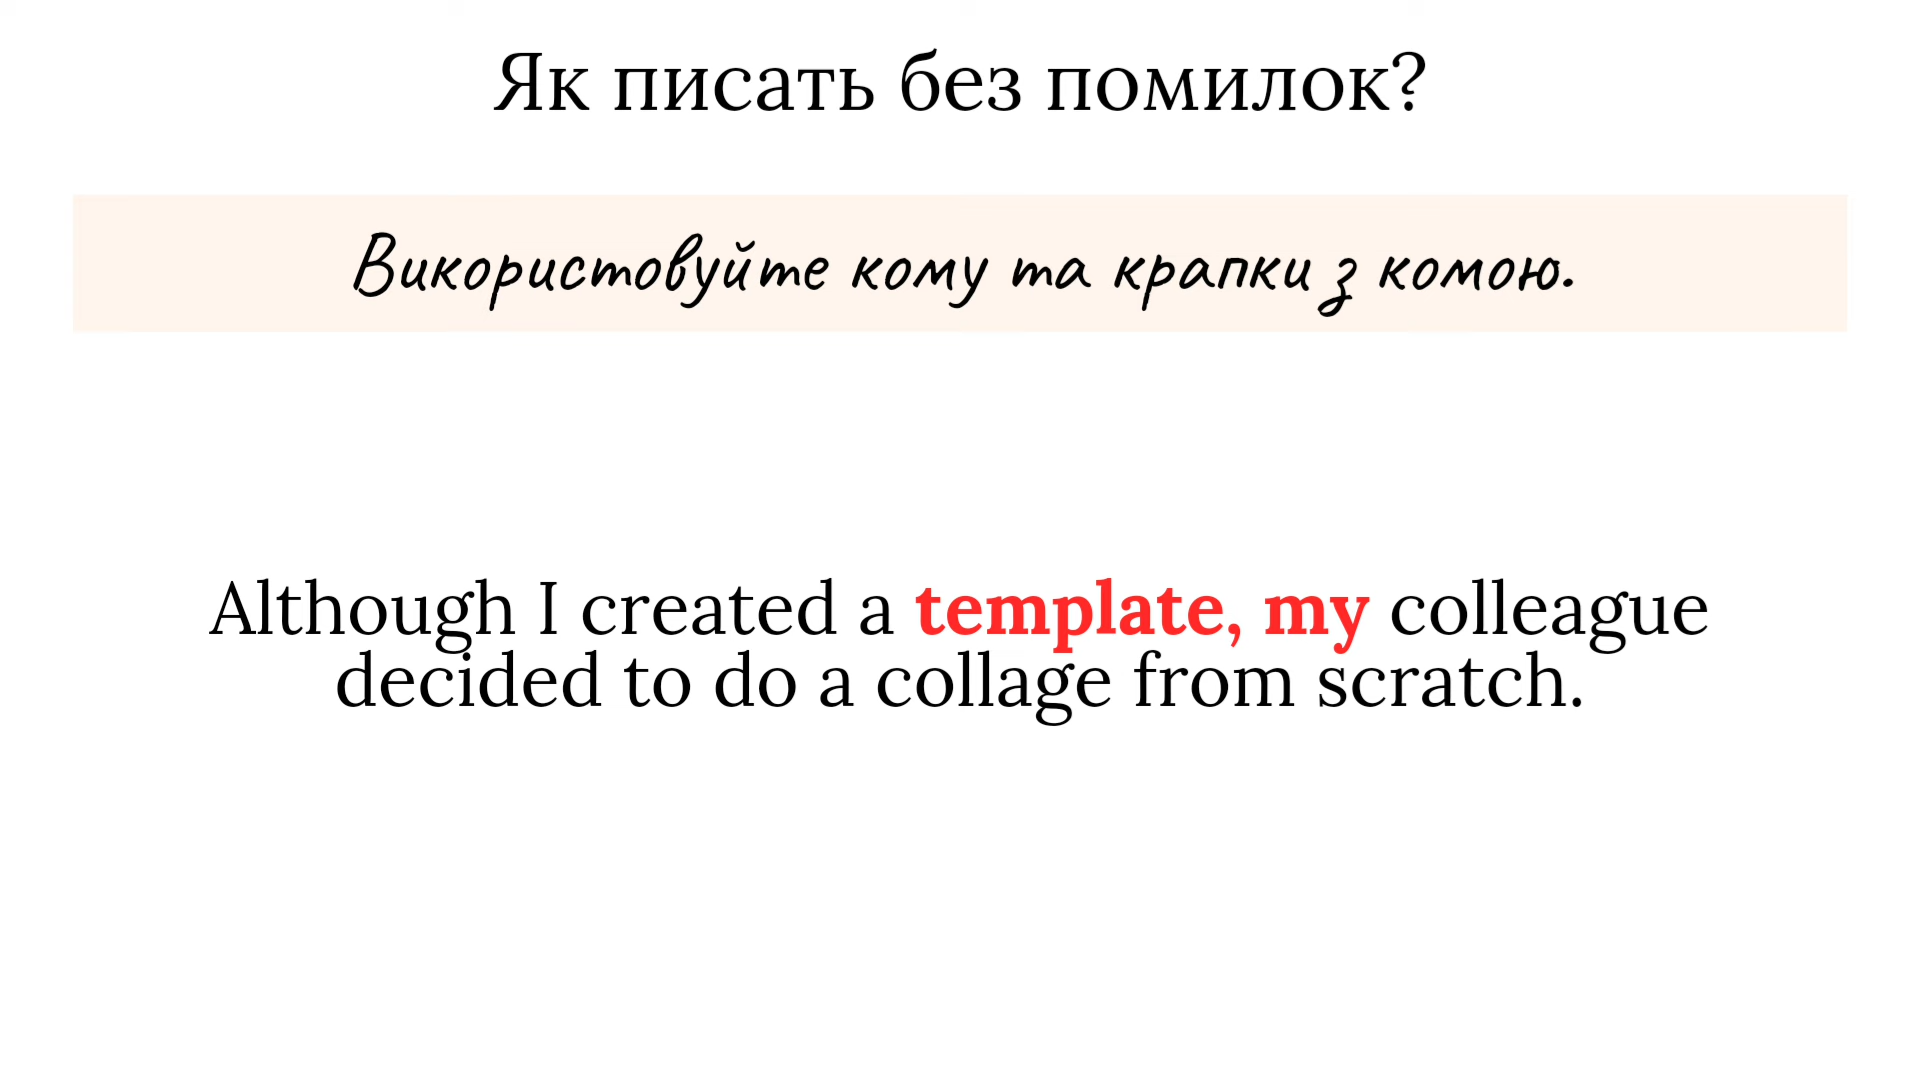 Як писать без помилок?
Використовуйте кому та крапки з комою.
Although I created a template, my colleague
decided to do a collage from scratch.